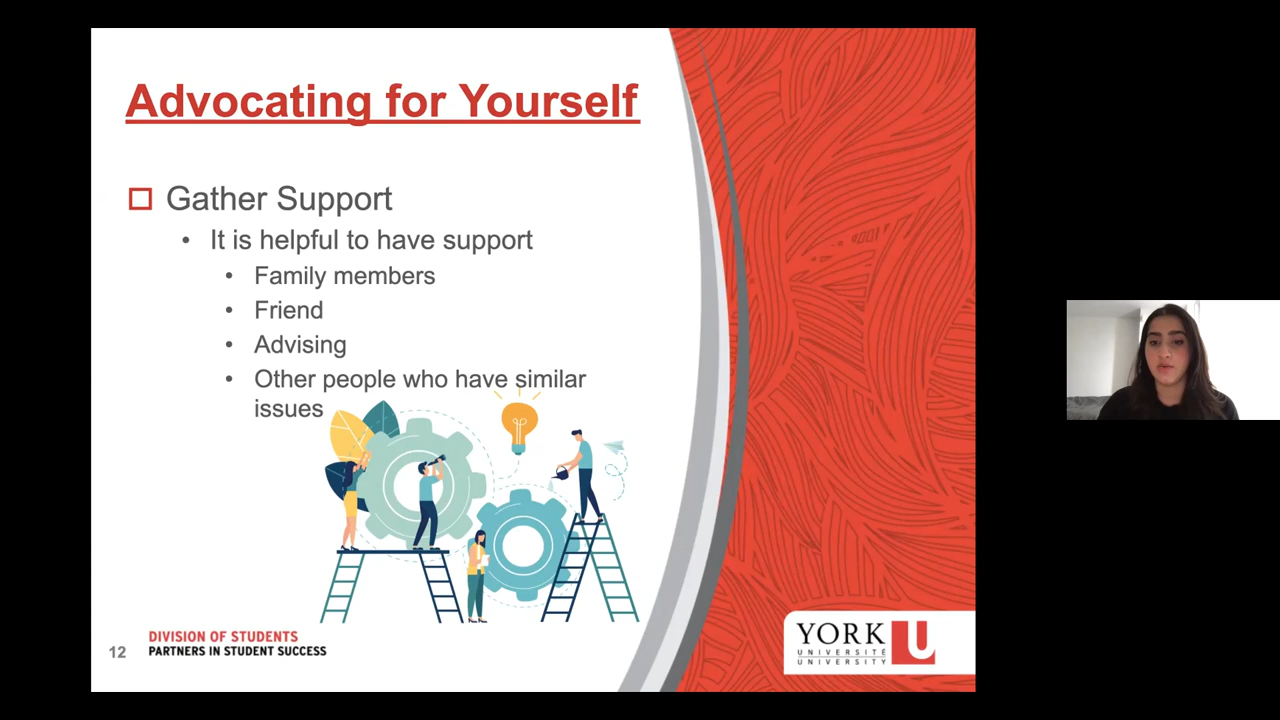 Advocating for Yourself
Gather Support
• It is helpful to have support
• Family members
• Friend
• Advising
• Other people who have similar
issues
12
DIVISION OF STUDENTS
PARTNERS IN STUDENT SUCCESS
YORK U
UNIVERSITÉ
UNIVERSITY